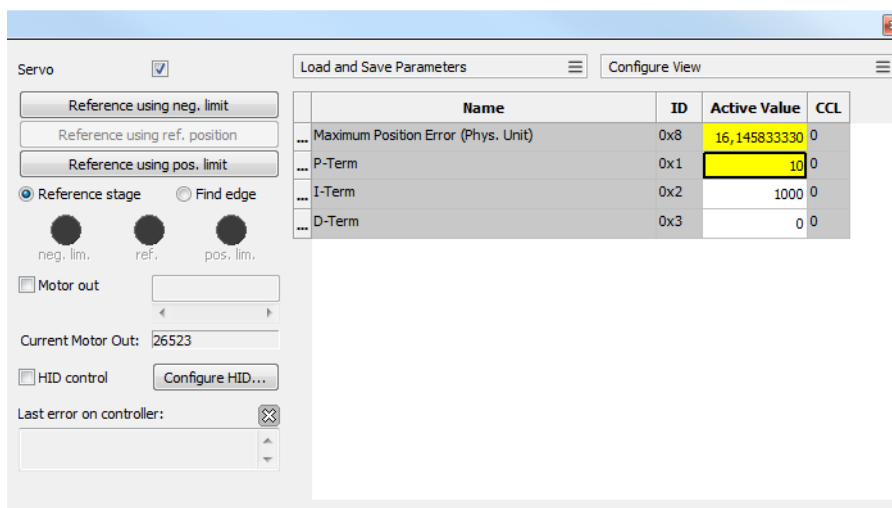 Servo
Load and Save Parameters
Configure View
Reference using neg. limit
Reference using ref. position
Reference using pos. limit
Reference stage Find edge
neg. lim. ref. pos. lim.
Motor out
Current Motor Out: 26523
HID control Configure HID...
Last error on controller:
Name ID Active Value CCL
... Maximum Position Error (Phys. Unit) 0x8 16,145833330 0
... P-Term 0x1 10 0
... I-Term 0x2 1000 0
... D-Term 0x3 0 0